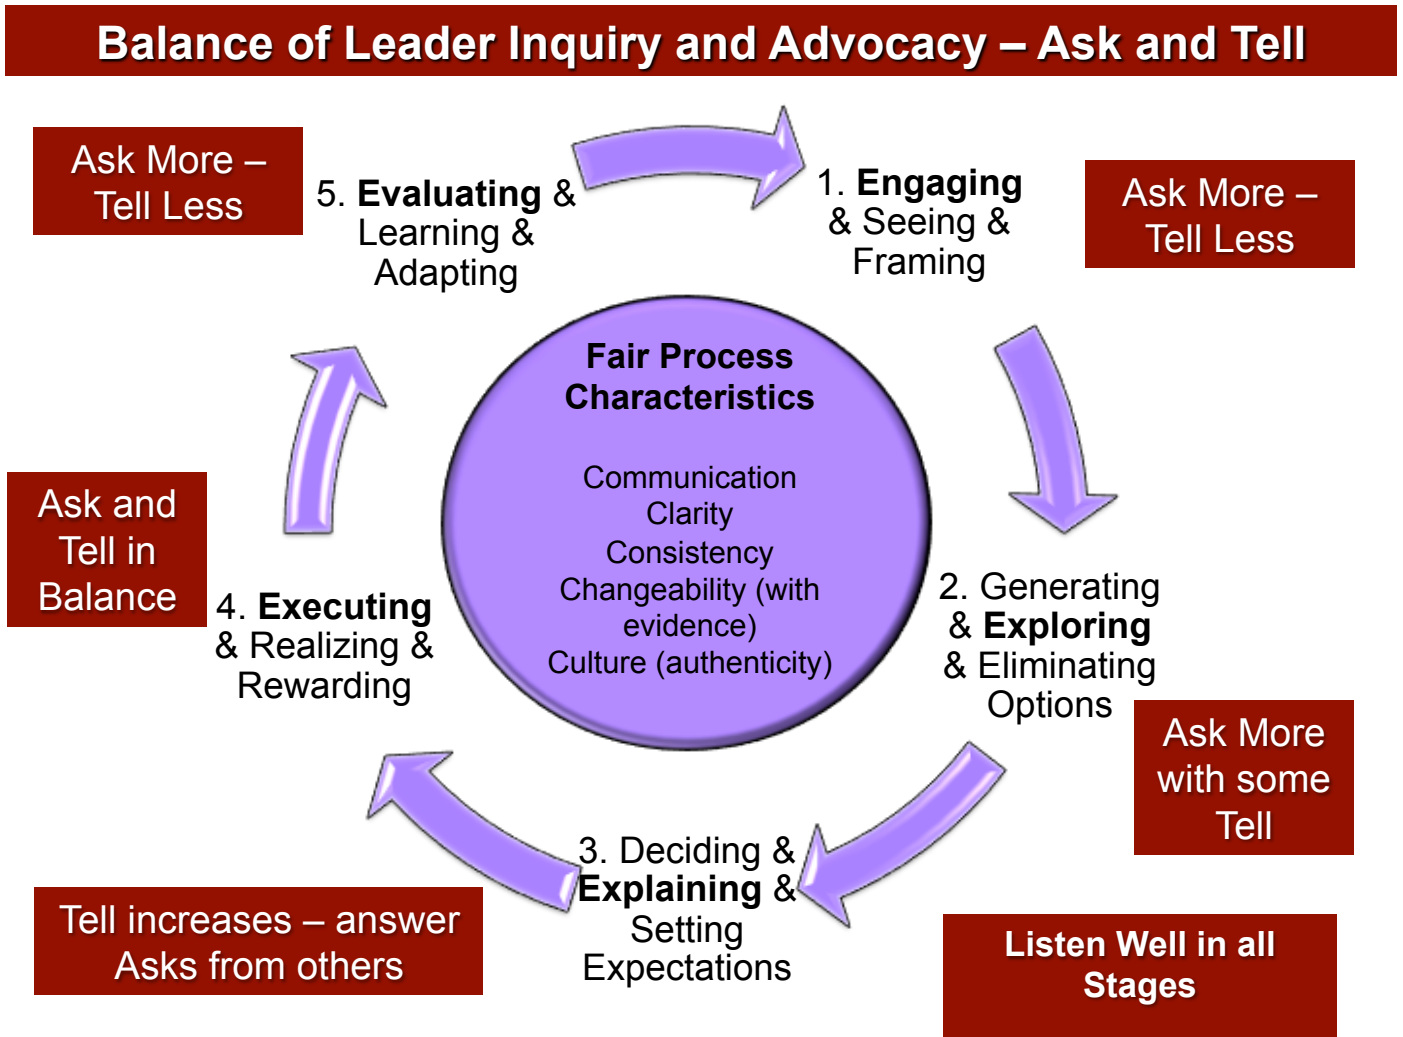 Balance of Leader Inquiry and Advocacy – Ask and Tell
Ask More –
Tell Less
5. Evaluating &
Learning &
Adapting
1. Engaging
& Seeing &
Framing
Ask More –
Tell Less
Fair Process
Characteristics
Communication
Clarity
Consistency
Changeability (with
evidence)
Culture (authenticity)
Ask and
Tell in
Balance
4. Executing
& Realizing &
Rewarding
2. Generating
& Exploring
& Eliminating
Options
Ask More
with some
Tell
3. Deciding &
Explaining &
Setting
Expectations
Tell increases – answer
Asks from others
Listen Well in all
Stages